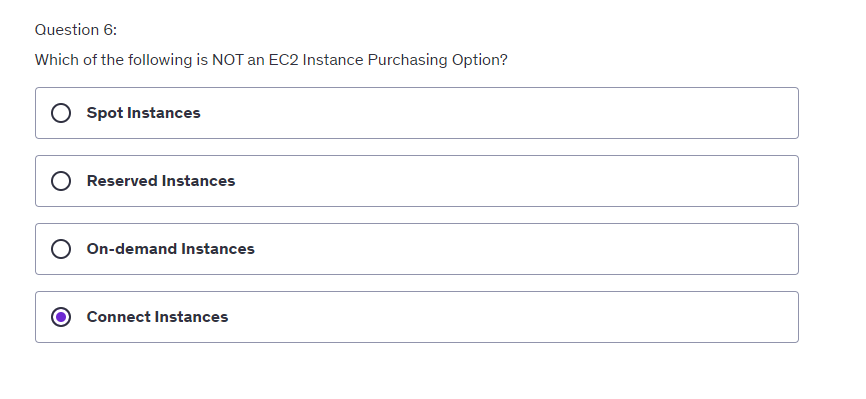 Question 6:
Which of the following is NOT an EC2 Instance Purchasing Option?
Spot Instances
Reserved Instances
On-demand Instances
Connect Instances